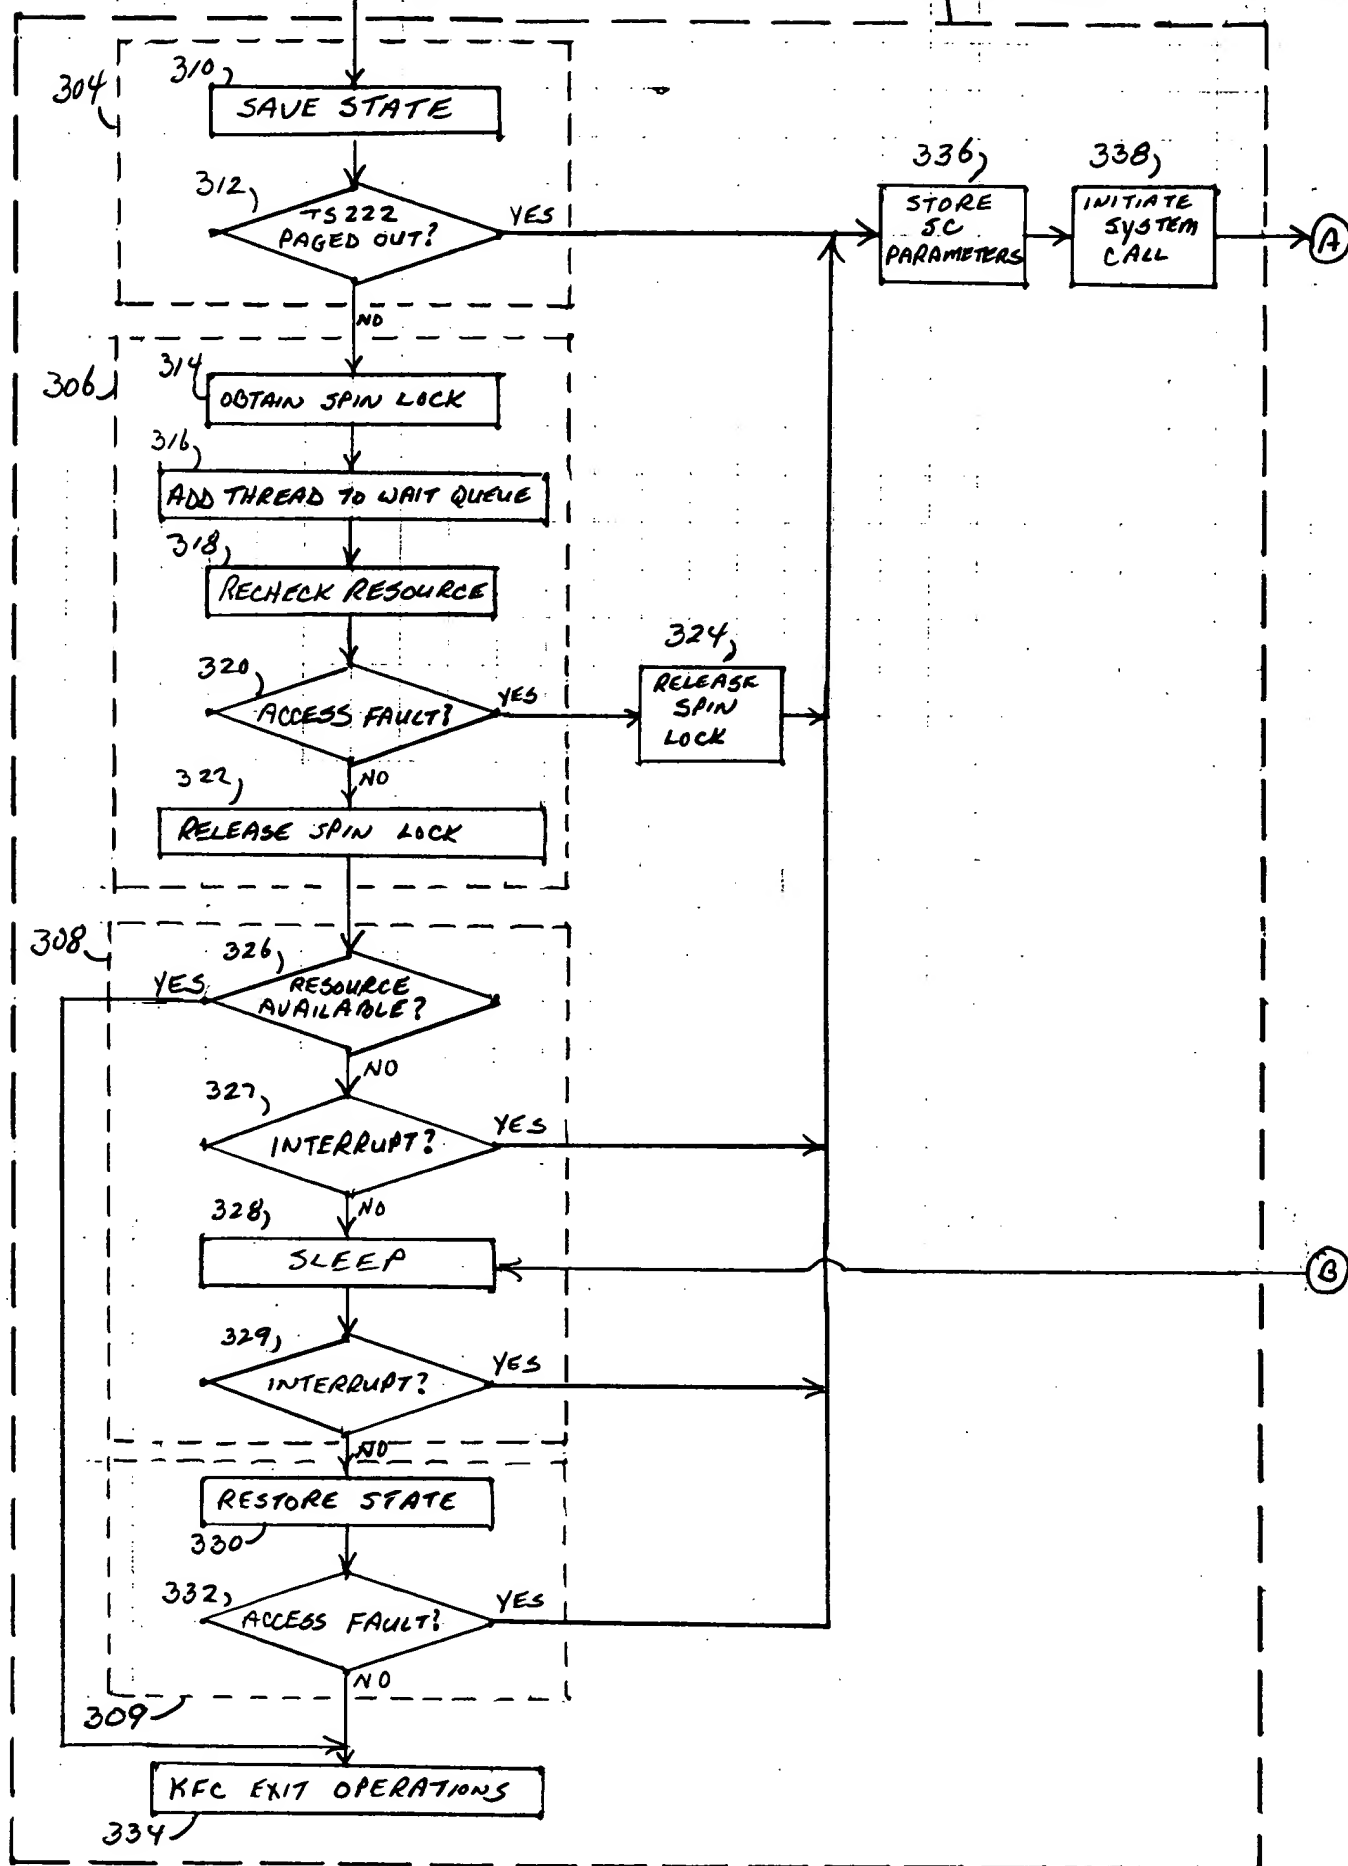 304
310
SAVE STATE
312
TS222
PAGED OUT?
YES
NO
336
STORE
SC
PARAMETERS
338
INITIATE
SYSTEM
CALL
A
306
314
OBTAIN SPIN LOCK
316
ADD THREAD TO WAIT QUEUE
318
RECHECK RESOURCE
320
ACCESS FAULT?
YES
NO
324
RELEASE
SPIN
LOCK
322
RELEASE SPIN LOCK
308
326
RESOURCE
AVAILABLE?
YES
NO
327
INTERRUPT?
YES
NO
328
SLEEP
B
329
INTERRUPT?
YES
NO
RESTORE STATE
330
332
ACCESS FAULT?
YES
NO
309
KFC EXIT OPERATIONS
334